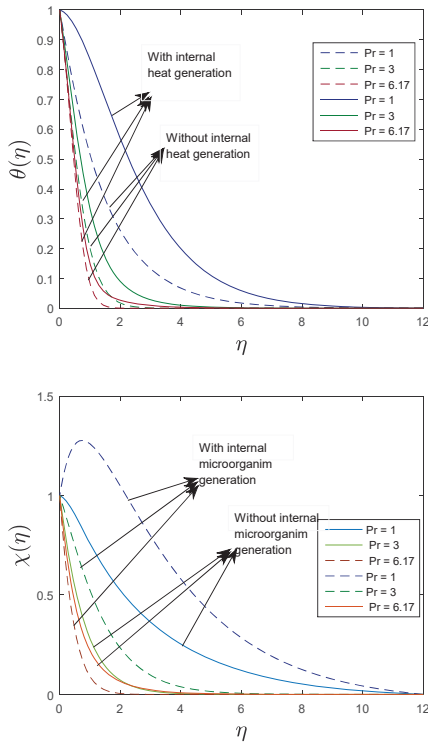 1
0.9
0.8
0.7
0.6
0.5
0.4
0.3
0.2
0.1
0
θ(η)
With internal
heat generation
Without internal
heat generation
Pr = 1
Pr = 3
Pr = 6.17
Pr = 1
Pr = 3
Pr = 6.17
0 2 4 6 8 10 12
η
1.5
1
0.5
0
χ(η)
With internal
microorganim
generation
Without internal
microorganim
generation
Pr = 1
Pr = 3
Pr = 6.17
Pr = 1
Pr = 3
Pr = 6.17
0 2 4 6 8 10 12
η